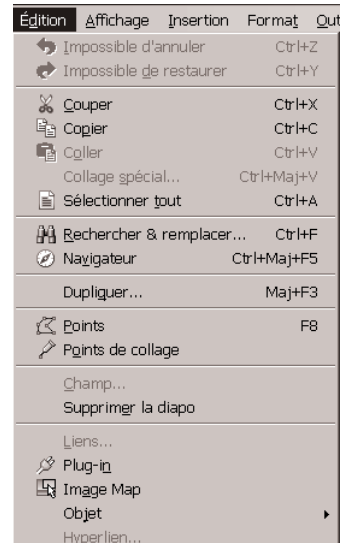 Édition Affichage Insertion Format Out
Impossible d'annuler Ctrl+Z
Impossible de restaurer Ctrl+Y
Couper Ctrl+X
Copier Ctrl+C
Coller Ctrl+V
Collage spécial... Ctrl+Maj+V
Sélectionner tout Ctrl+A
Rechercher & remplacer... Ctrl+F
Navigateur Ctrl+Maj+F5
Dupliquer... Maj+F3
Points F8
Points de collage
Champ...
Supprimer la diapo
Liens...
Plug-in
Image Map
Objet
Hyperlien...